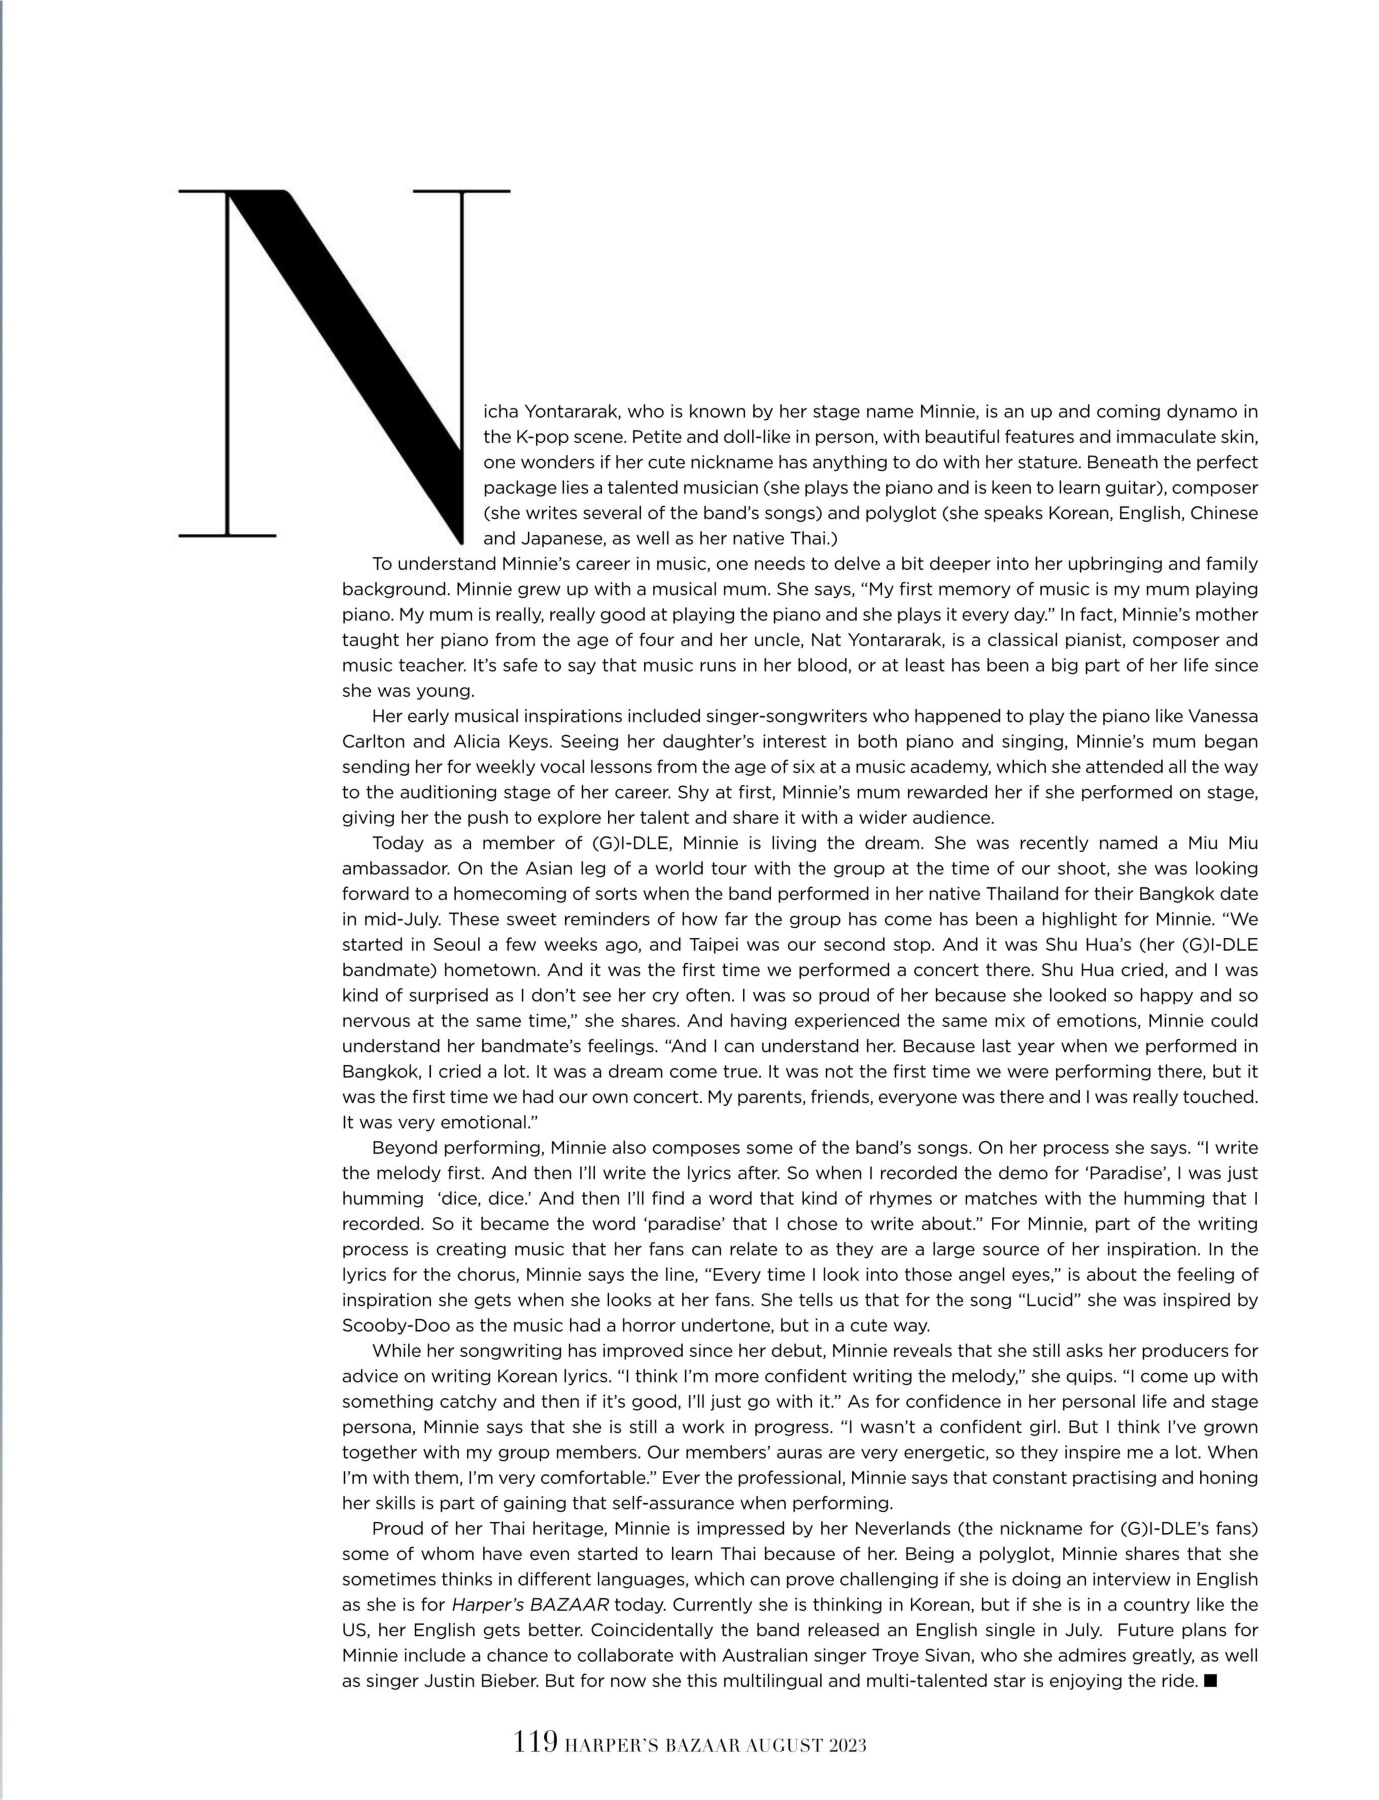 N
icha Yontararak, who is known by her stage name Minnie, is an up and coming dynamo in
the K-pop scene. Petite and doll-like in person, with beautiful features and immaculate skin,
one wonders if her cute nickname has anything to do with her stature. Beneath the perfect
package lies a talented musician (she plays the piano and is keen to learn guitar), composer
(she writes several of the band’s songs) and polyglot (she speaks Korean, English, Chinese
and Japanese, as well as her native Thai.)
To understand Minnie’s career in music, one needs to delve a bit deeper into her upbringing and family
background. Minnie grew up with a musical mum. She says, “My first memory of music is my mum playing
piano. My mum is really, really good at playing the piano and she plays it every day.” In fact, Minnie’s mother
taught her piano from the age of four and her uncle, Nat Yontararak, is a classical pianist, composer and
music teacher. It’s safe to say that music runs in her blood, or at least has been a big part of her life since
she was young.
Her early musical inspirations included singer-songwriters who happened to play the piano like Vanessa
Carlton and Alicia Keys. Seeing her daughter’s interest in both piano and singing, Minnie’s mum began
sending her for weekly vocal lessons from the age of six at a music academy, which she attended all the way
to the auditioning stage of her career. Shy at first, Minnie’s mum rewarded her if she performed on stage,
giving her the push to explore her talent and share it with a wider audience.
Today as a member of (G)I-DLE, Minnie is living the dream. She was recently named a Miu Miu
ambassador. On the Asian leg of a world tour with the group at the time of our shoot, she was looking
forward to a homecoming of sorts when the band performed in her native Thailand for their Bangkok date
in mid-July. These sweet reminders of how far the group has come has been a highlight for Minnie. “We
started in Seoul a few weeks ago, and Taipei was our second stop. And it was Shu Hua’s (her (G)I-DLE
bandmate) hometown. And it was the first time we performed a concert there. Shu Hua cried, and I was
kind of surprised as I don’t see her cry often. I was so proud of her because she looked so happy and so
nervous at the same time,” she shares. And having experienced the same mix of emotions, Minnie could
understand her bandmate’s feelings. “And I can understand her. Because last year when we performed in
Bangkok, I cried a lot. It was a dream come true. It was not the first time we were performing there, but it
was the first time we had our own concert. My parents, friends, everyone was there and I was really touched.
It was very emotional.”
Beyond performing, Minnie also composes some of the band’s songs. On her process she says. “I write
the melody first. And then I’ll write the lyrics after. So when I recorded the demo for ‘Paradise’, I was just
humming ‘dice, dice.’ And then I’ll find a word that kind of rhymes or matches with the humming that I
recorded. So it became the word ‘paradise’ that I chose to write about.” For Minnie, part of the writing
process is creating music that her fans can relate to as they are a large source of her inspiration. In the
lyrics for the chorus, Minnie says the line, “Every time I look into those angel eyes,” is about the feeling of
inspiration she gets when she looks at her fans. She tells us that for the song “Lucid” she was inspired by
Scooby-Doo as the music had a horror undertone, but in a cute way.
While her songwriting has improved since her debut, Minnie reveals that she still asks her producers for
advice on writing Korean lyrics. “I think I’m more confident writing the melody,” she quips. “I come up with
something catchy and then if it’s good, I’ll just go with it.” As for confidence in her personal life and stage
persona, Minnie says that she is still a work in progress. “I wasn’t a confident girl. But I think I’ve grown
together with my group members. Our members’ auras are very energetic, so they inspire me a lot. When
I’m with them, I’m very comfortable.” Ever the professional, Minnie says that constant practising and honing
her skills is part of gaining that self-assurance when performing.
Proud of her Thai heritage, Minnie is impressed by her Neverlands (the nickname for (G)I-DLE’s fans)
some of whom have even started to learn Thai because of her. Being a polyglot, Minnie shares that she
sometimes thinks in different languages, which can prove challenging if she is doing an interview in English
as she is for Harper’s BAZAAR today. Currently she is thinking in Korean, but if she is in a country like the
US, her English gets better. Coincidentally the band released an English single in July. Future plans for
Minnie include a chance to collaborate with Australian singer Troye Sivan, who she admires greatly, as well
as singer Justin Bieber. But for now she this multilingual and multi-talented star is enjoying the ride. ■
119 HARPER’S BAZAAR AUGUST 2023